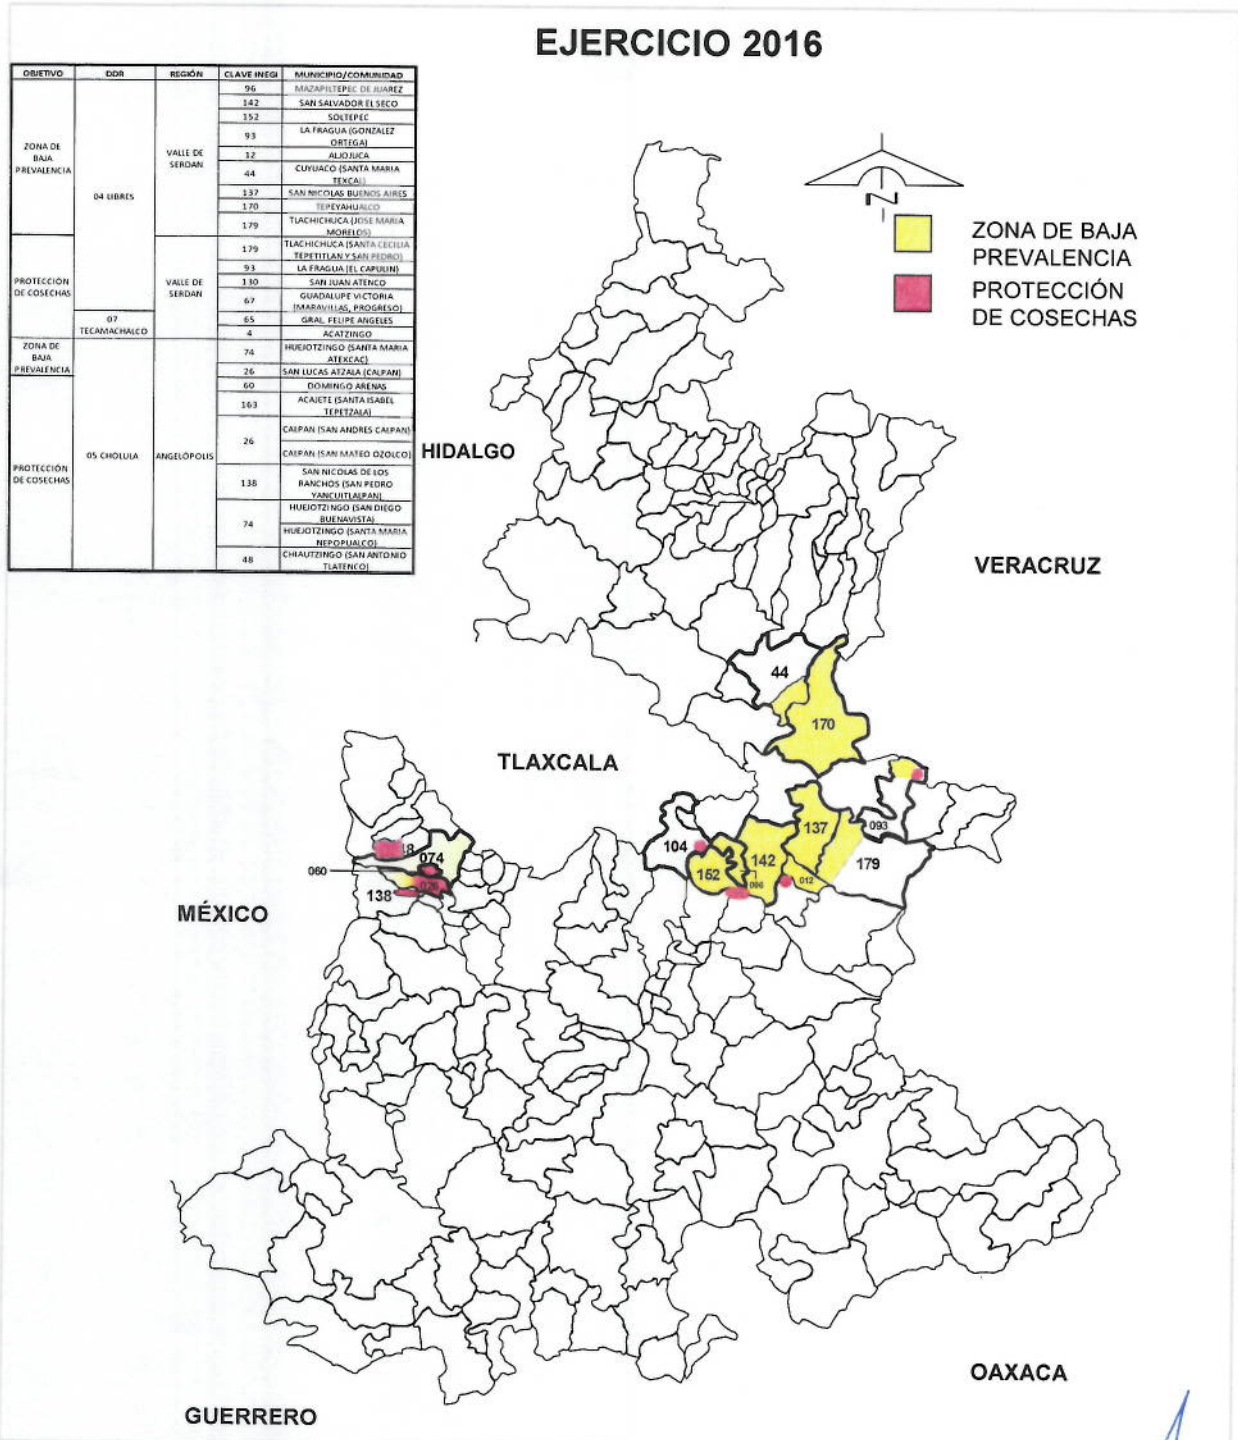 EJERCICIO 2016
OBJETIVO DDR REGIÓN CLAVE INEGI MUNICIPIO/COMUNIDAD
ZONA DE
BAJA
PREVALENCIA
04 LIBRES
VALLE DE
SERDAN
96 MAZAPILTEPEC DE JUAREZ
142 SAN SALVADOR EL SECO
152 SOLTEPEC
93 LA FRAGUA (GONZALEZ
ORTEGA)
12 ALJOJUCA
44 CUYUACO (SANTA MARIA
TEXCAL)
137 SAN NICOLAS BUENOS AIRES
170 TEPEYAHUALCO
179 TLACHICHUCA (JOSE MARIA
MORELOS)
PROTECCIÓN
DE COSECHAS
VALLE DE
SERDAN
179 TLACHICHUCA (SANTA CECILIA
TEPETITLAN Y SAN PEDRO)
93 LA FRAGUA (EL CAPULIN)
130 SAN JUAN ATENCO
67 GUADALUPE VICTORIA
(MARAVILLAS, PROGRESO)
07
TECAMACHALCO
65 GRAL. FELIPE ANGELES
4 ACATZINGO
ZONA DE
BAJA
PREVALENCIA
05 CHOLULA
ANGELÓPOLIS
74 HUEJOTZINGO (SANTA MARIA
ATEXCAC)
26 SAN LUCAS ATZALA (CALPAN)
PROTECCIÓN
DE COSECHAS
60 DOMINGO ARENAS
163 ACAJETE (SANTA ISABEL
TEPETZALA)
26 CALPAN (SAN ANDRES CALPAN)
CALPAN (SAN MATEO OZOLCO)
138 SAN NICOLAS DE LOS
RANCHOS (SAN PEDRO
YANCUITLALPAN)
74 HUEJOTZINGO (SAN DIEGO
BUENAVISTA)
HUEJOTZINGO (SANTA MARIA
NEPOPUALCO)
48 CHIAUTZINGO (SAN ANTONIO
TLATENCO)
N
ZONA DE BAJA
PREVALENCIA
PROTECCIÓN
DE COSECHAS
HIDALGO
VERACRUZ
44
170
TLAXCALA
137
093
104
142
179
152
012
074
060
026
138
MÉXICO
OAXACA
GUERRERO